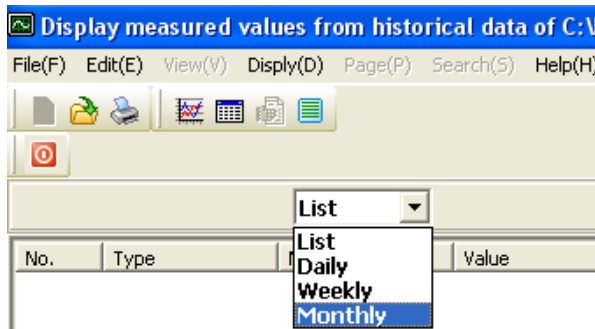 Display measured values from historical data of C:\
File(F) Edit(E) View(V) Disply(D) Page(P) Search(S) Help(H)
List
List
Daily
Weekly
Monthly
No. Type Value